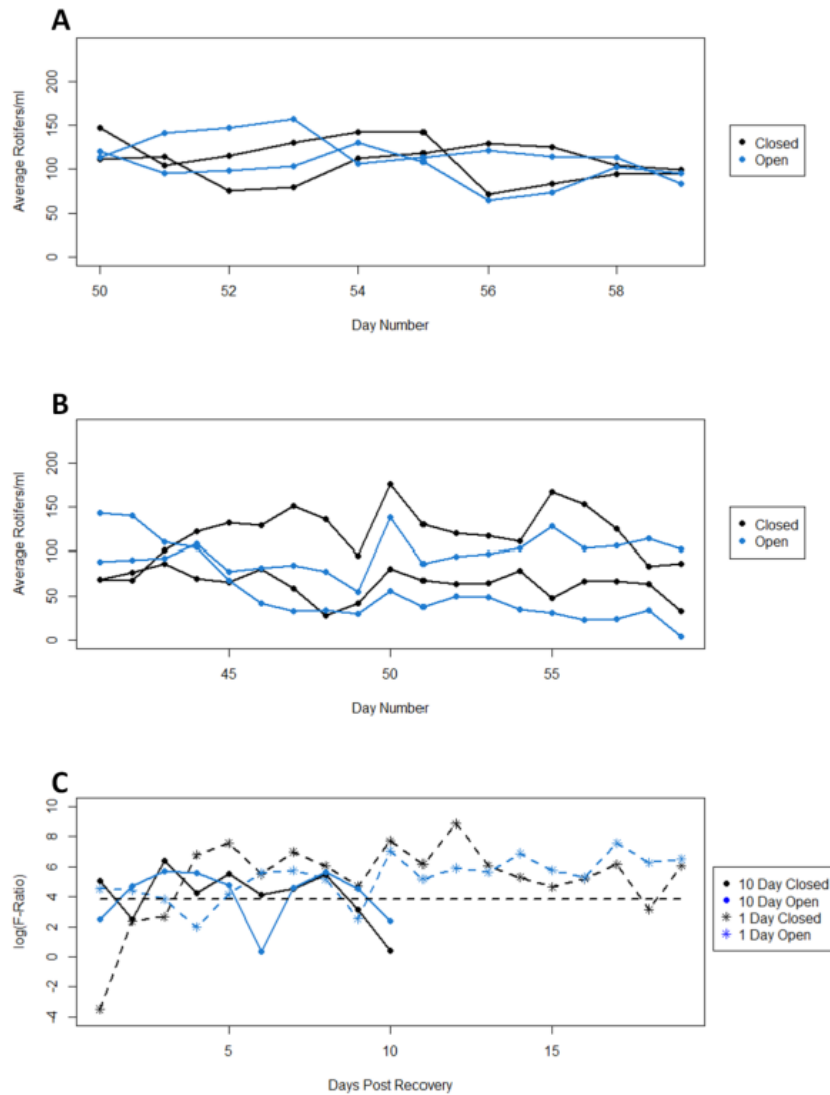 A
Average Rotifers/ml
200
150
100
50
0
50 52 54 56 58
Day Number
Closed
Open
B
Average Rotifers/ml
200
150
100
50
0
45 50 55
Day Number
Closed
Open
C
log(F-Ratio)
10
8
6
4
2
0
-2
-4
5 10 15
Days Post Recovery
10 Day Closed
10 Day Open
1 Day Closed
1 Day Open